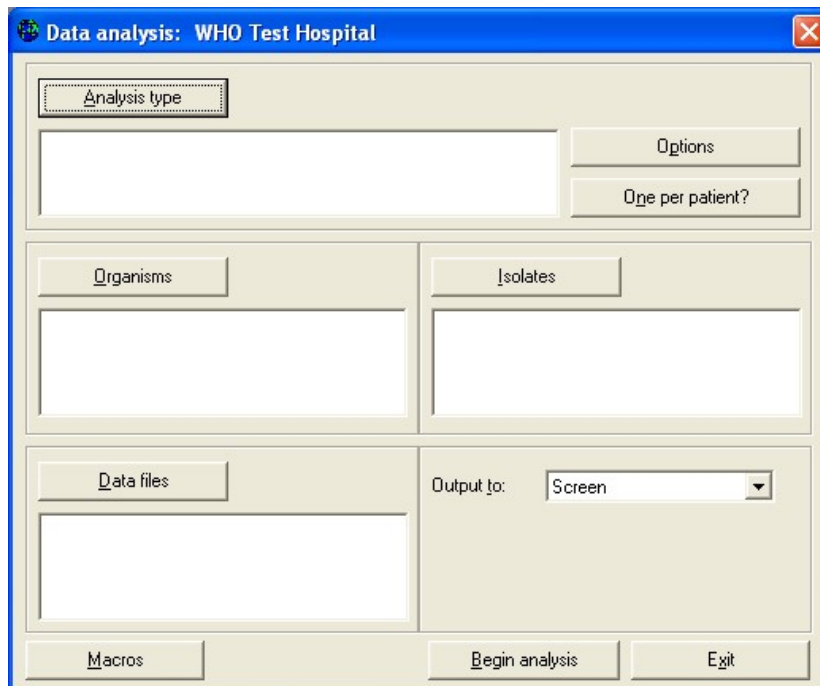 Data analysis: WHO Test Hospital
Analysis type
Options
One per patient?
Organisms
Isolates
Data files
Output to:
Screen
Macros
Begin analysis
Exit